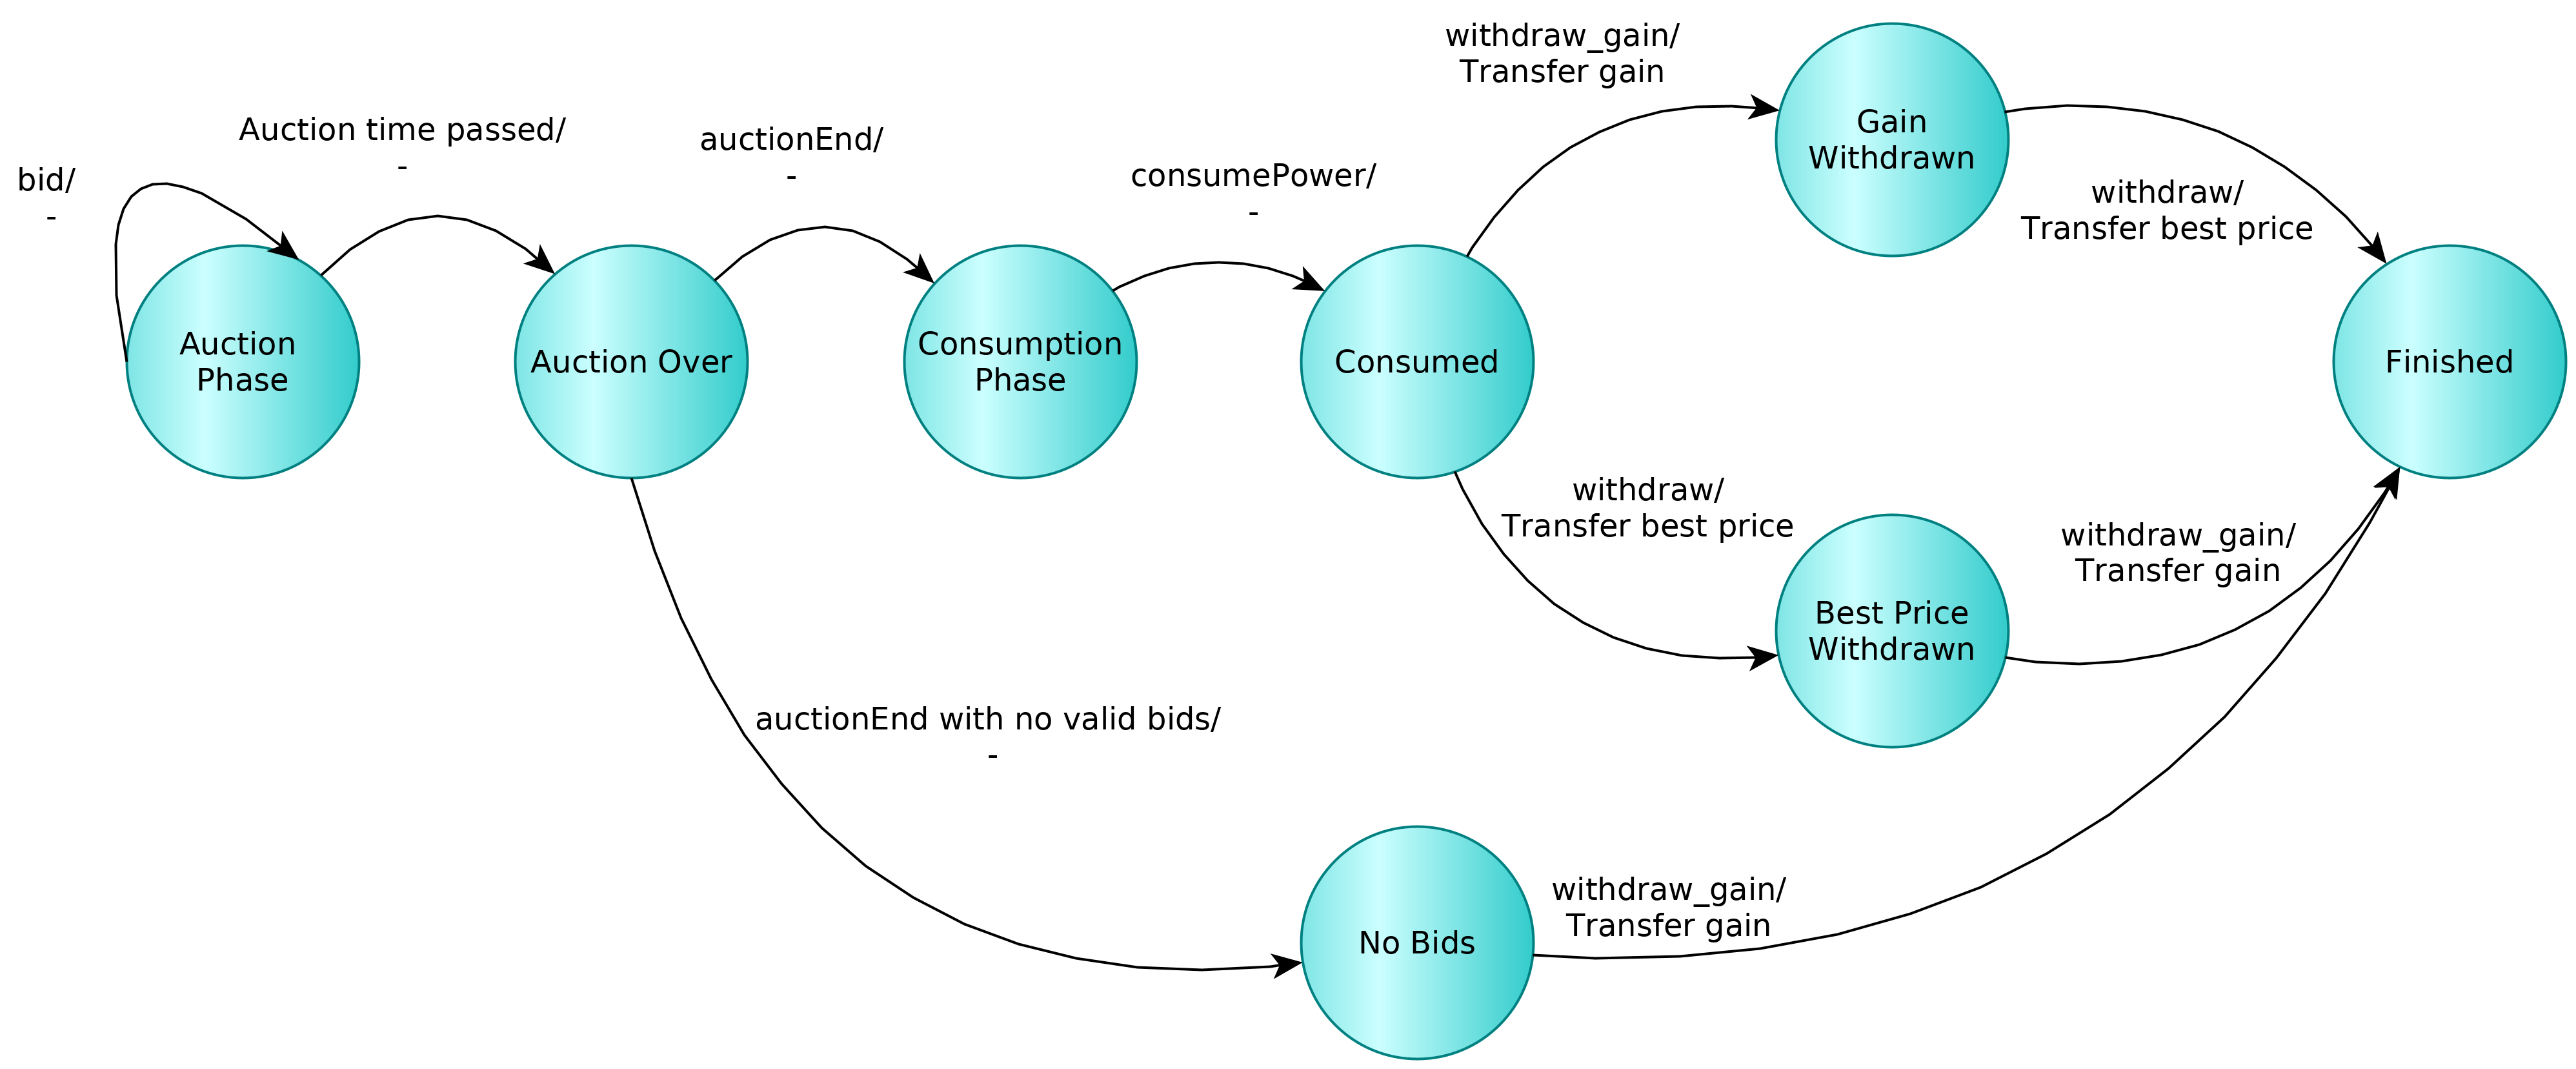 withdraw_gain/
Transfer gain
Gain
Withdrawn
Auction time passed/
-
auctionEnd/
-
consumePower/
-
bid/
-
withdraw/
Transfer best price
Auction
Phase
Auction Over
Consumption
Phase
Consumed
Finished
withdraw/
Transfer best price
withdraw_gain/
Transfer gain
Best Price
Withdrawn
auctionEnd with no valid bids/
-
withdraw_gain/
Transfer gain
No Bids